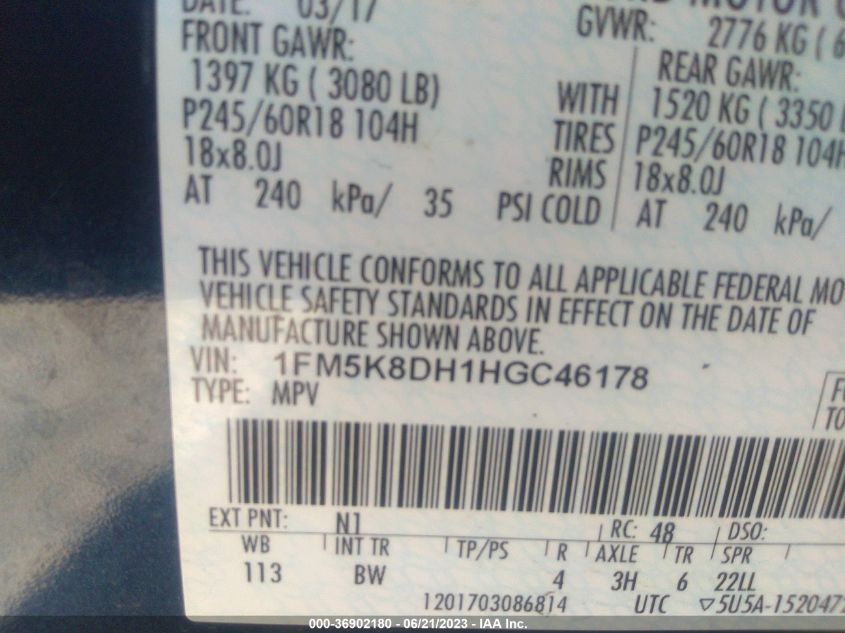 DATE: 03/17
MOTOR
FRONT GAWR:
GVWR: 2776 KG (
1397 KG ( 3080 LB)
REAR GAWR:
P245/60R18 104H
WITH 1520 KG ( 3350
18x8.0J
TIRES P245/60R18 104H
RIMS 18x8.0J
AT 240 kPa/ 35 PSI COLD AT 240 kPa/
THIS VEHICLE CONFORMS TO ALL APPLICABLE FEDERAL MO
VEHICLE SAFETY STANDARDS IN EFFECT ON THE DATE OF
MANUFACTURE SHOWN ABOVE.
VIN: 1FM5K8DH1HGC46178
TYPE: MPV
EXT PNT: N1 RC: 48 DSO:
WB INT TR TP/PS R AXLE TR SPR
113 BW 4 3H 6 22LL
1201703086814 UTC ▽5U5A-152047
000-36902180 - 06/21/2023 - IAA Inc.